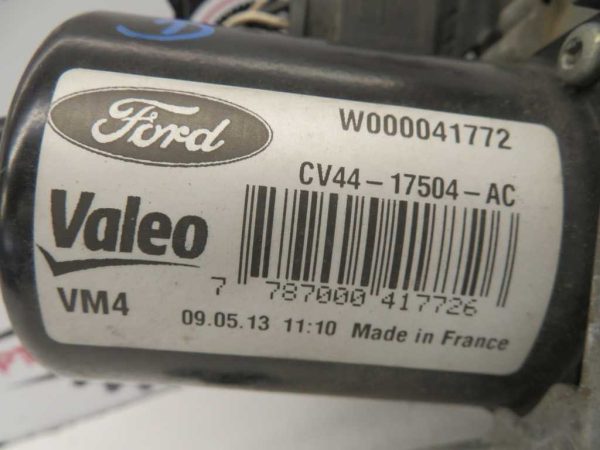 Ford
W000041772
CV44-17504-AC
Valeo
7 787000 417726
VM4
09.05.13 11:10 Made in France